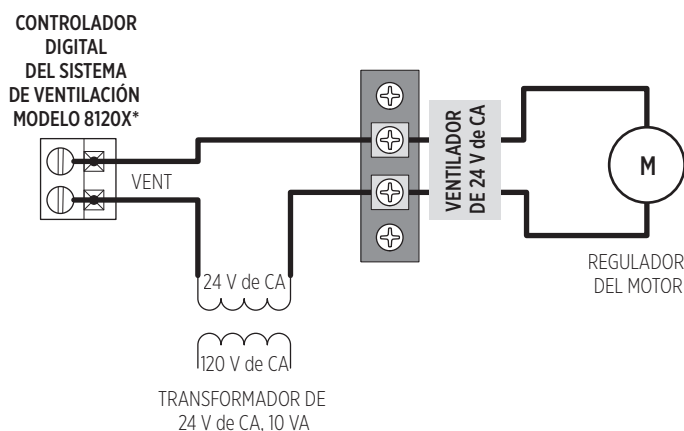 CONTROLADOR
DIGITAL
DEL SISTEMA
DE VENTILACIÓN
MODELO 8120X*
VENT
VENTILADOR
DE 24 V de CA
M
REGULADOR
DEL MOTOR
24 V de CA
120 V de CA
TRANSFORMADOR DE
24 V de CA, 10 VA